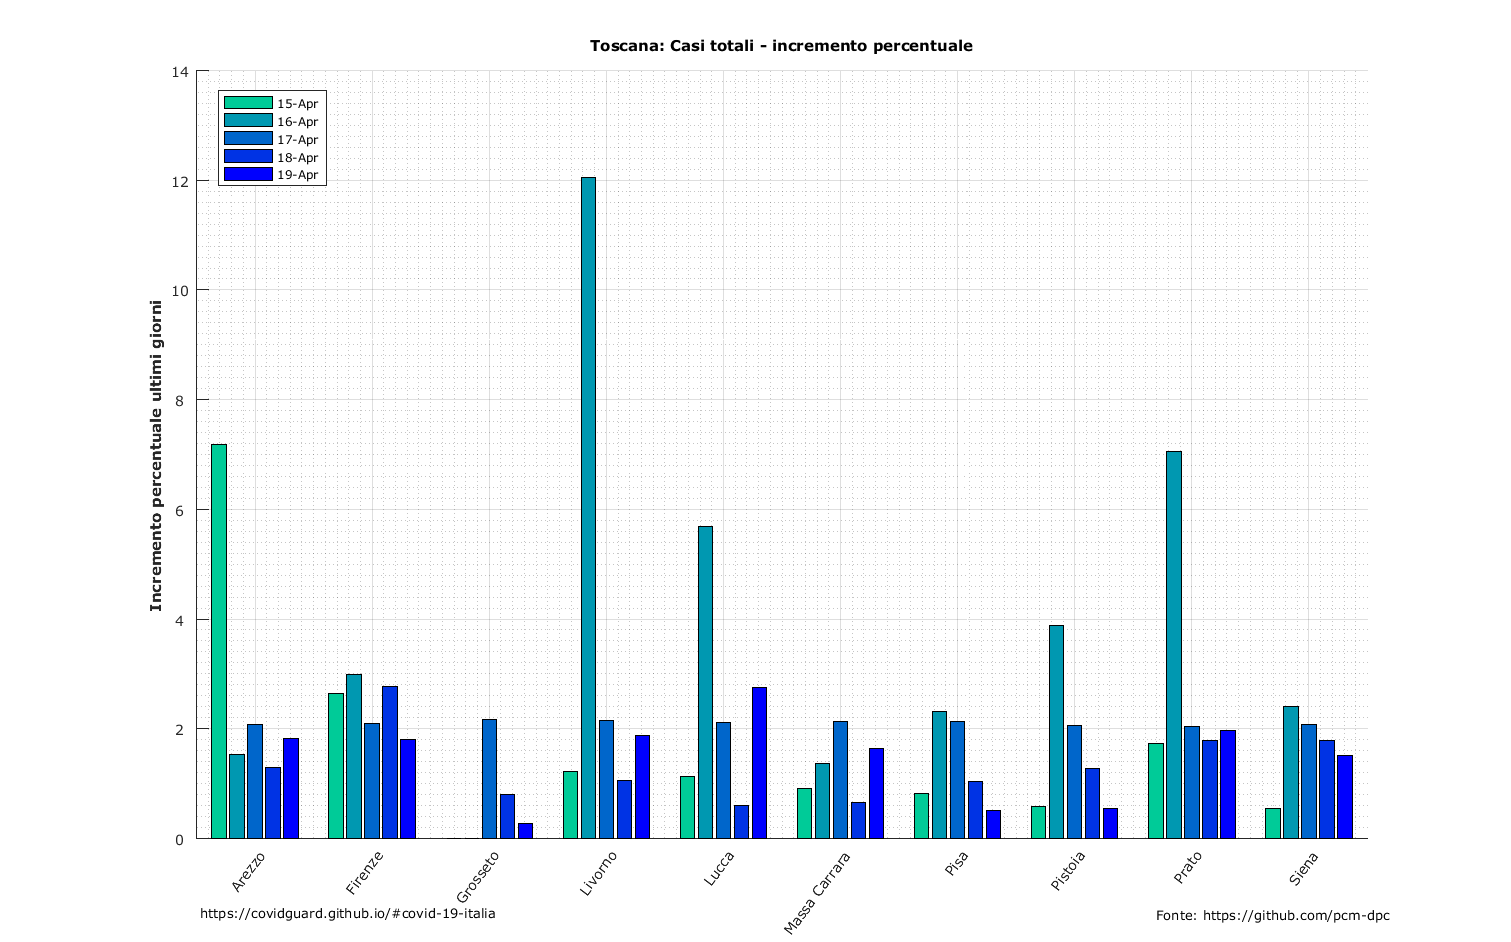 Toscana: Casi totali - incremento percentuale
14
12
10
8
6
4
2
0
Incremento percentuale ultimi giorni
15-Apr
16-Apr
17-Apr
18-Apr
19-Apr
Arezzo
Firenze
Grosseto
Livorno
Lucca
Massa Carrara
Pisa
Pistoia
Prato
Siena
https://covidguard.github.io/#covid-19-italia
Fonte: https://github.com/pcm-dpc